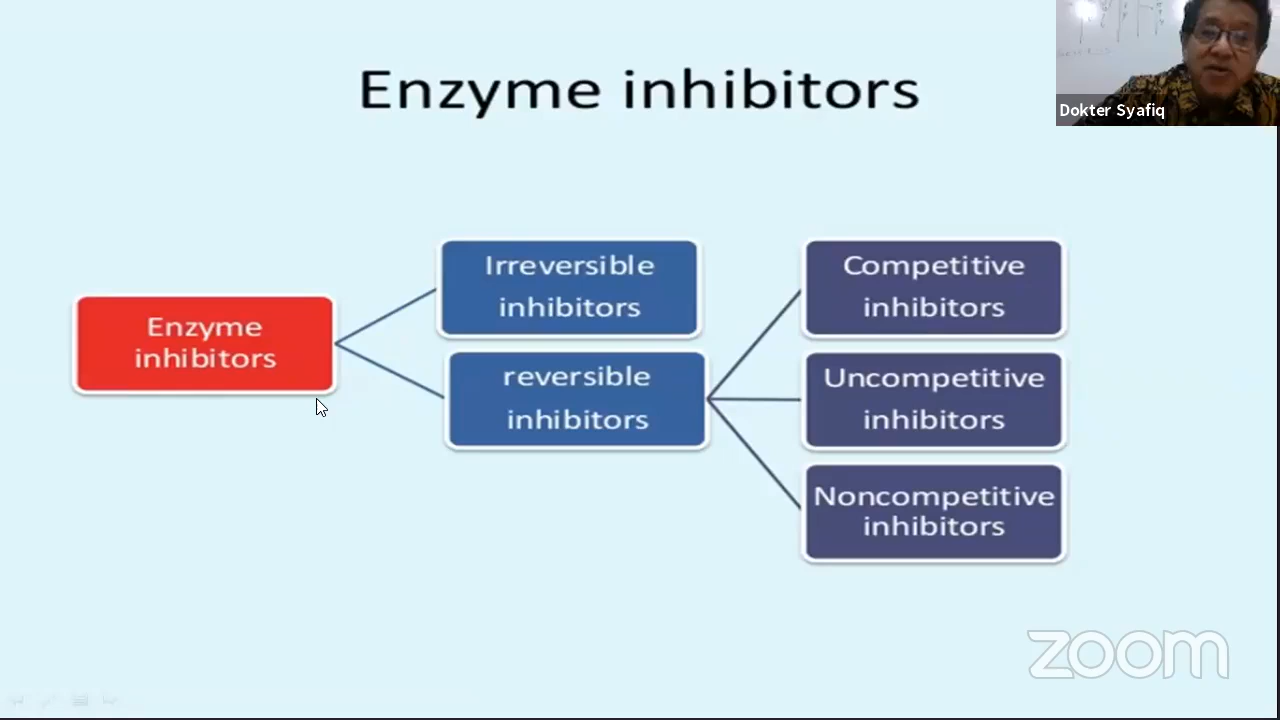 Enzyme inhibitors
Dokter Syafiq
Enzyme
inhibitors
Irreversible
inhibitors
reversible
inhibitors
Competitive
inhibitors
Uncompetitive
inhibitors
Noncompetitive
inhibitors
zoom